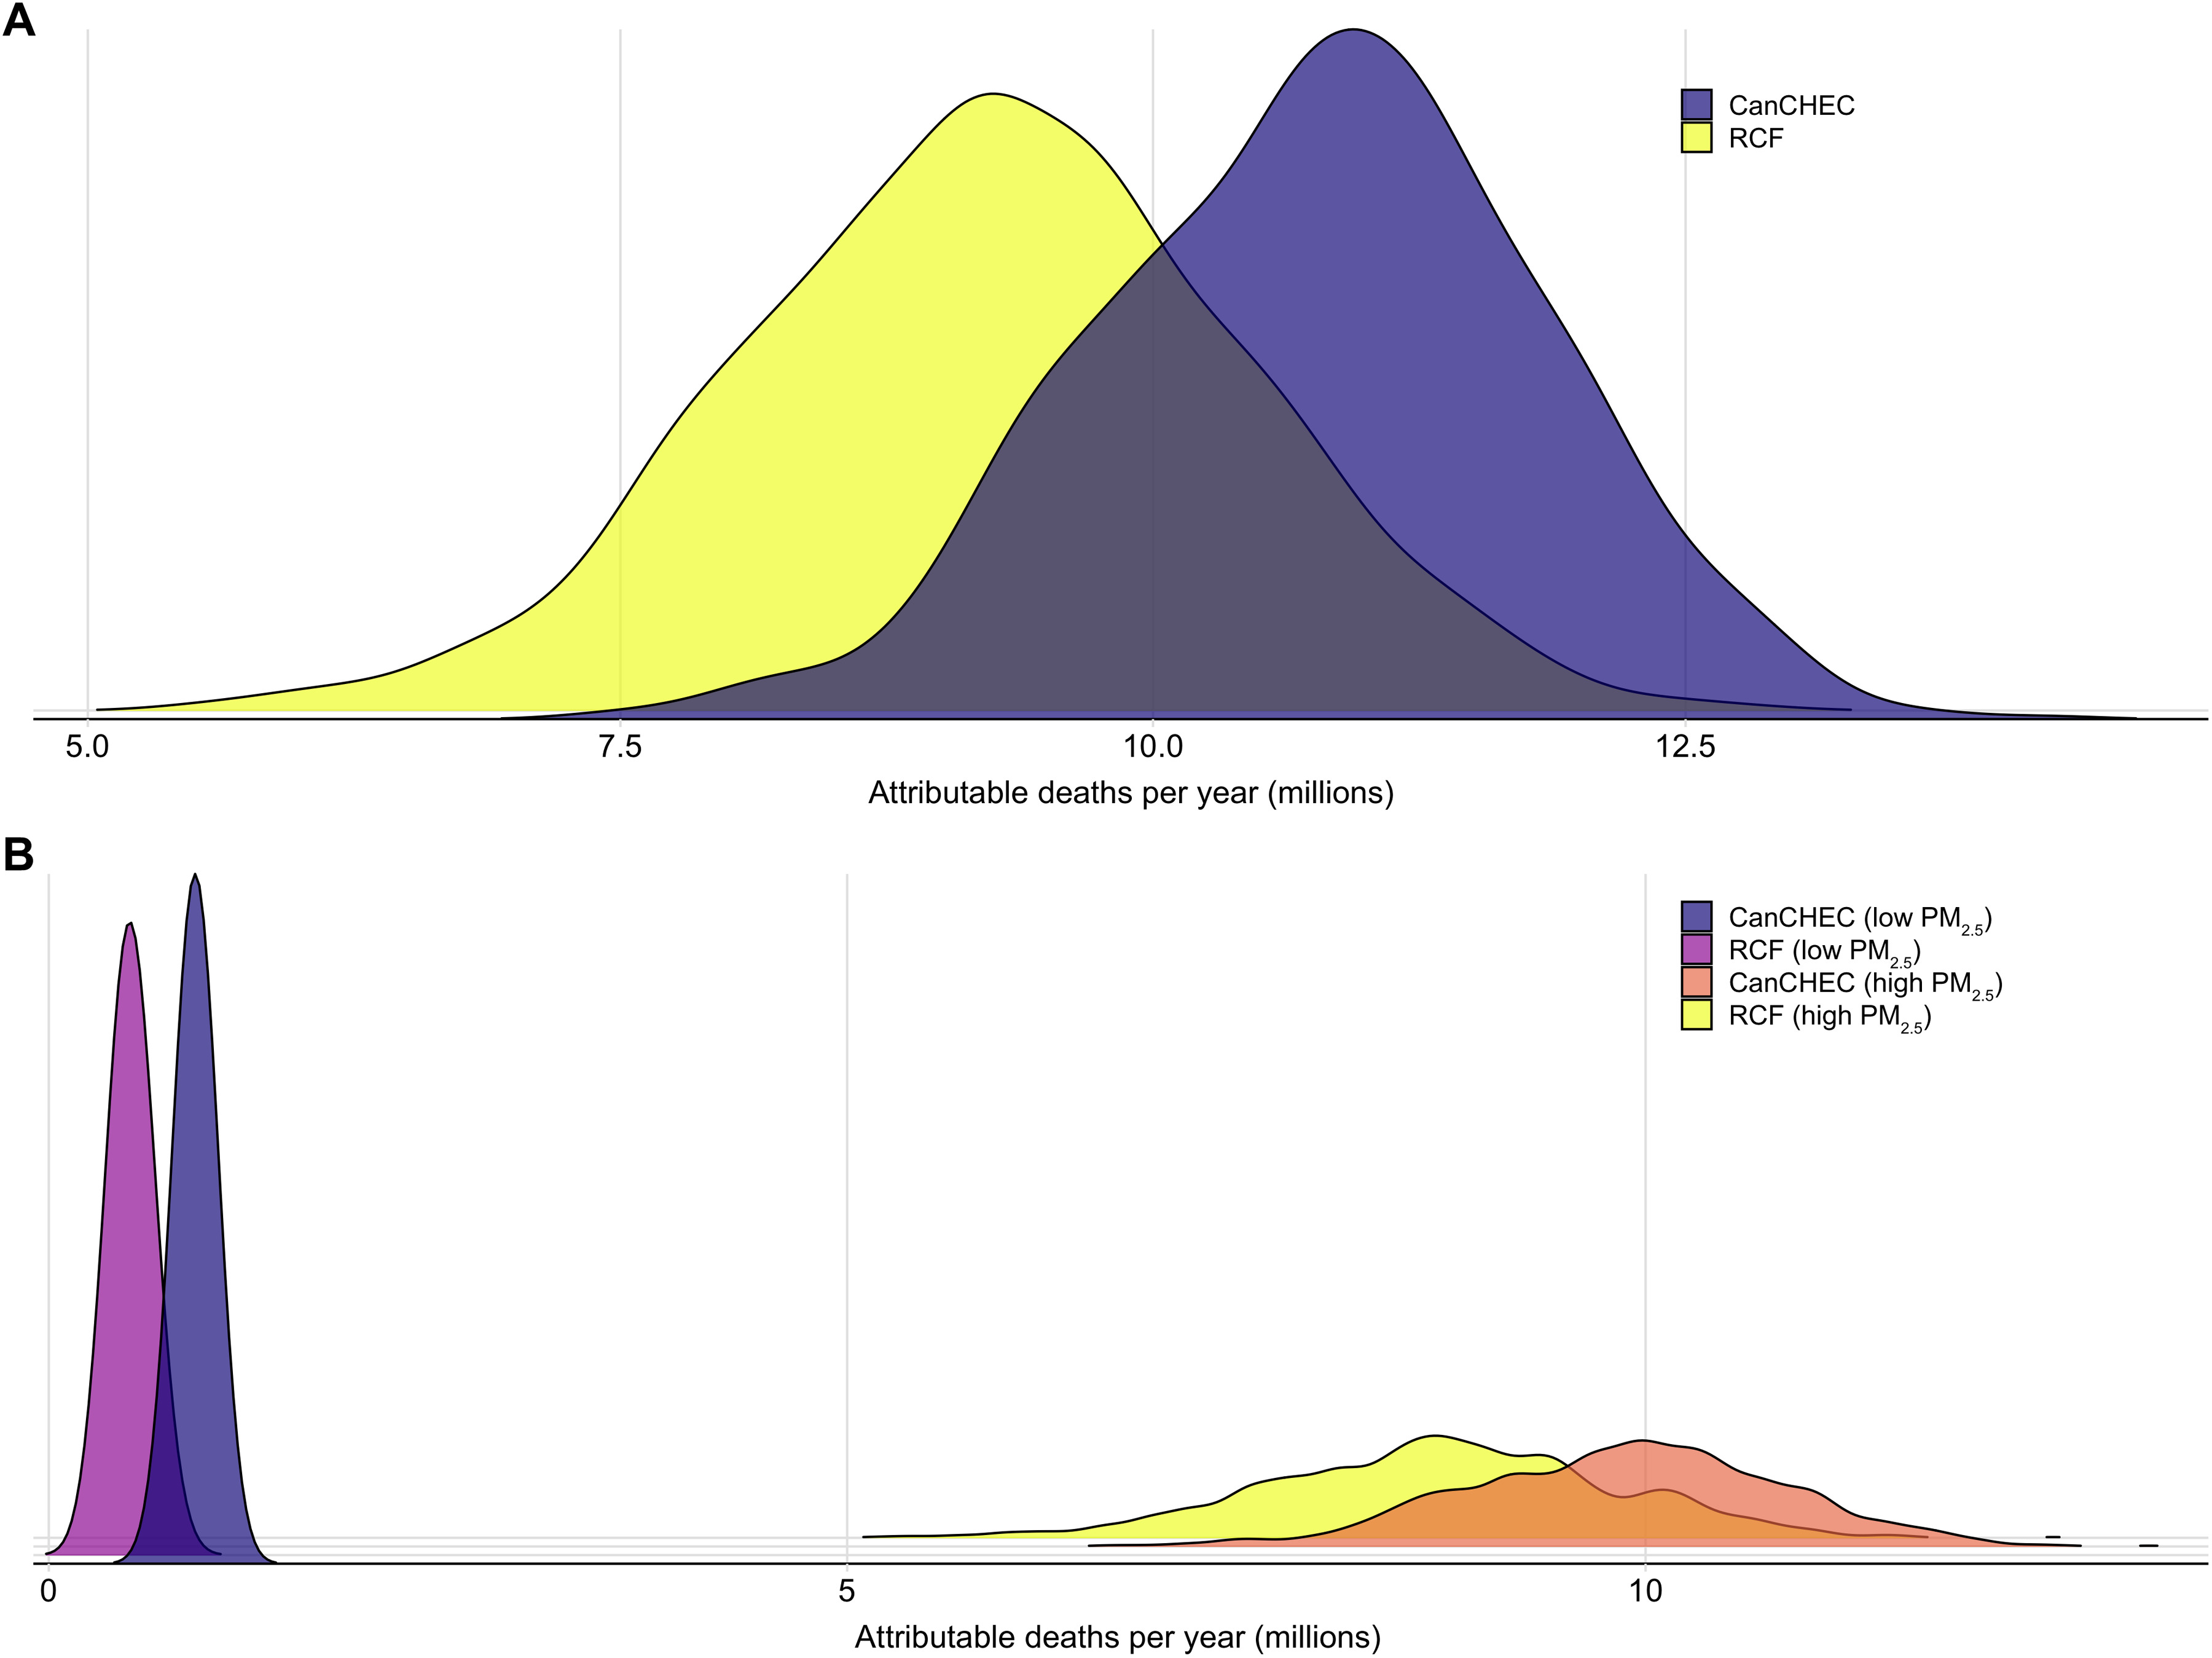 A
CanCHEC
RCF
5.0 7.5 10.0 12.5
Attributable deaths per year (millions)
B
CanCHEC (low PM2.5)
RCF (low PM2.5)
CanCHEC (high PM2.5)
RCF (high PM2.5)
0 5 10
Attributable deaths per year (millions)